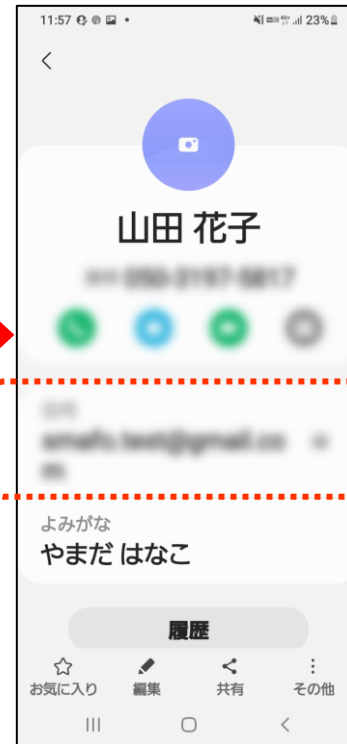 11:57
23%
山田 花子
よみがな
やまだ はなこ
履歴
お気に入り
編集
共有
その他